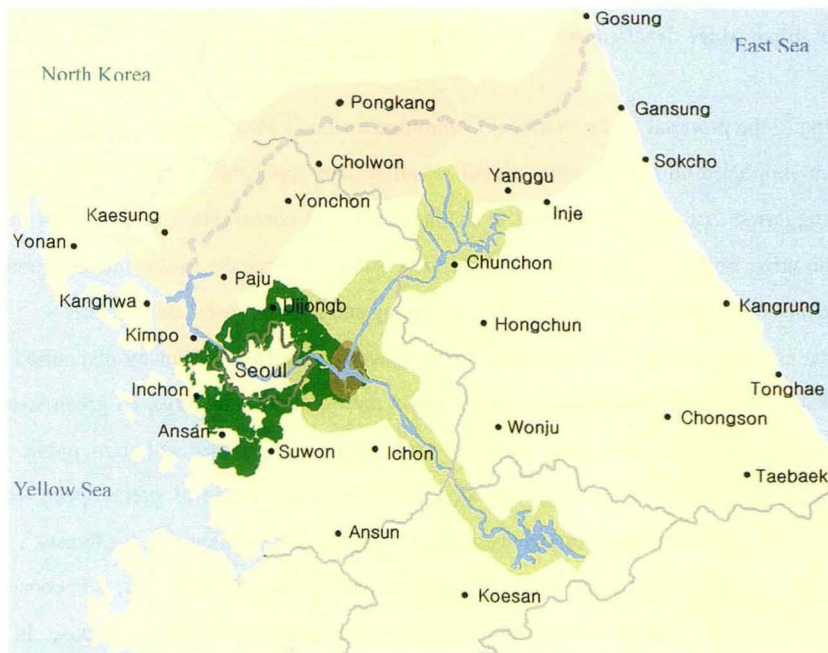 Gosung
East Sea
North Korea
Pongkang
Gansung
Cholwon
Sokcho
Yanggu
Yonchon
Inje
Kaesung
Yonan
Chunchon
Paju
Kanghwa
Uijongb
Kangrung
Hongchun
Kimpo
Seoul
Tonghae
Inchon
Chongson
Wonju
Ansan
Suwon
Ichon
Taebaek
Yellow Sea
Ansun
Koesan